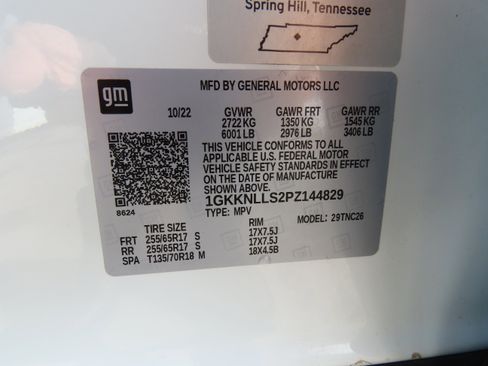 Spring Hill, Tennessee
gm
MFD BY GENERAL MOTORS LLC
10/22 GVWR GAWR FRT GAWR RR
2722 KG 1350 KG 1545 KG
6001 LB 2976 LB 3406 LB
THIS VEHICLE CONFORMS TO ALL
APPLICABLE U.S. FEDERAL MOTOR
VEHICLE SAFETY STANDARDS IN EFFECT
ON THE DATE OF MANUFACTURE
SHOWN ABOVE.
1GKKNLLS2PZ144829
8624
TYPE: MPV MODEL: 29TNC26
TIRE SIZE RIM
FRT 255/65R17 S 17X7.5J
RR 255/65R17 S 17X7.5J
SPA T135/70R18 M 18X4.5B